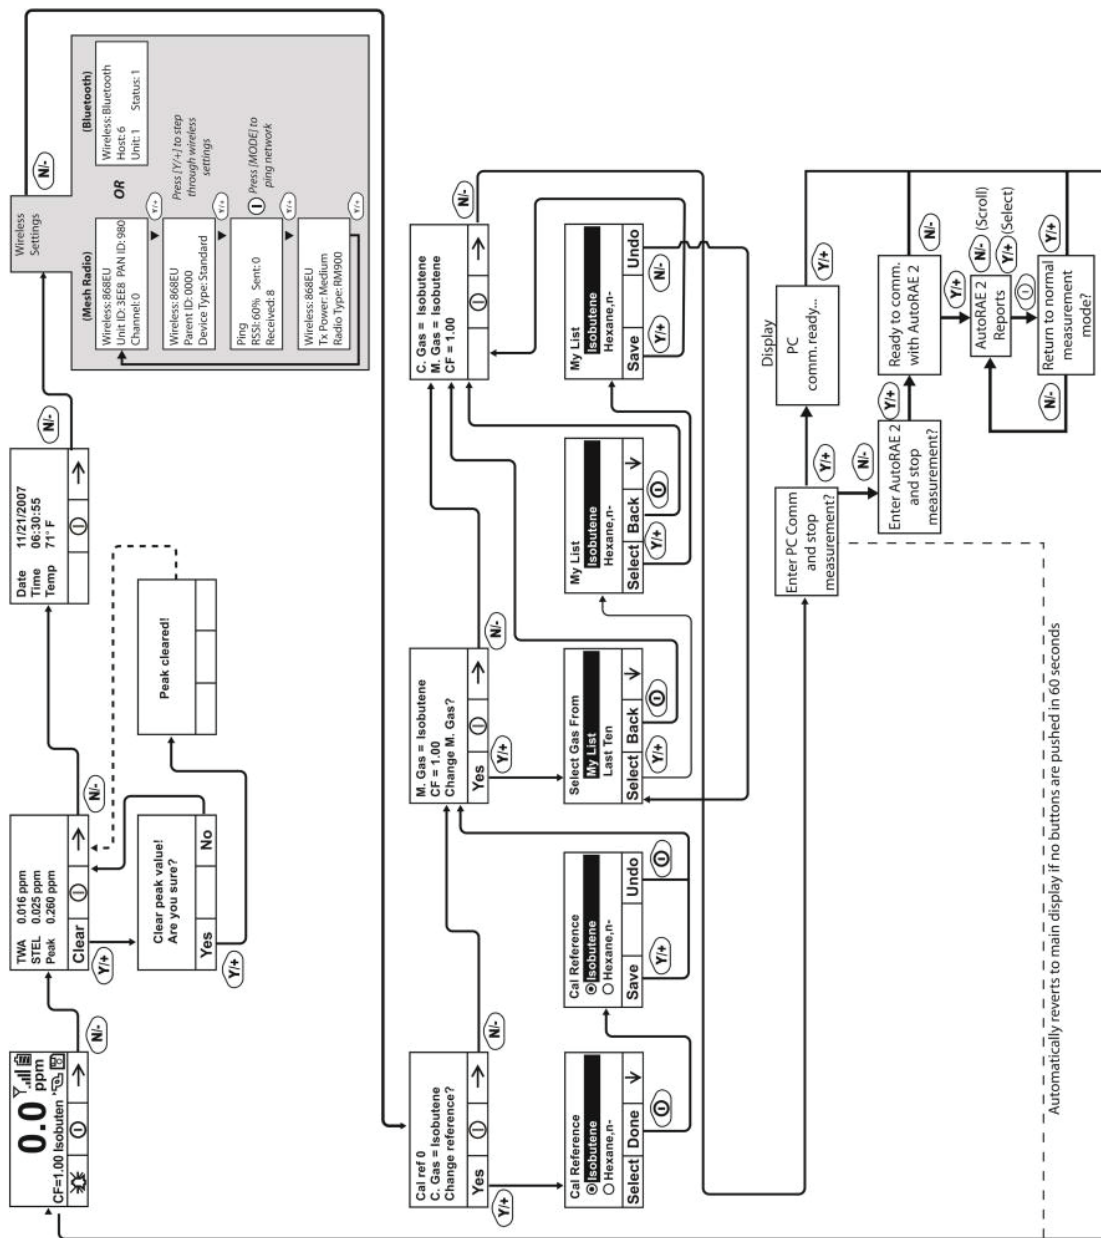 0.0 ppm
CF=1.00 Isobuten
N/-
TWA 0.016 ppm
STEL 0.025 ppm
Peak 0.260 ppm
Clear
Y/+
N/-
Clear peak value!
Are you sure?
Yes No
Y/+
Peak cleared!
Date 11/21/2007
Time 06:30:55
Temp 71° F
N/-
Wireless
Settings
N/-
(Mesh Radio)
Wireless: 868EU
Unit ID: 3EE8 PAN ID: 980
Channel: 0
Y/+
OR
(Bluetooth)
Wireless: Bluetooth
Host: 6
Unit: 1 Status: 1
Wireless: 868EU
Parent ID: 0000
Device Type: Standard
Y/+
Press [Y/+] to step
through wireless
settings
Ping
RSSI: 60% Sent: 0
Received: 8
Y/+
Press [MODE] to
ping network
Wireless: 868EU
Tx Power: Medium
Radio Type: RM900
Y/+
Cal ref 0
C. Gas = Isobutene
Change reference?
Yes
Y/+
N/-
Cal Reference
Isobutene
Hexane,n-
Select Done
Cal Reference
Isobutene
Hexane,n-
Save Undo
Y/+
M. Gas = Isobutene
CF = 1.00
Change M. Gas?
Yes
Y/+
N/-
Select Gas From
My List
Last Ten
Select Back
Y/+
My List
Isobutene
Hexane,n-
Select Back
Y/+
My List
Isobutene
Hexane,n-
Save Undo
Y/+ N/-
C. Gas = Isobutene
M. Gas = Isobutene
CF = 1.00
N/-
Enter PC Comm
and stop
measurement?
Y/+
N/-
Display
PC
comm. ready...
Y/+
Enter AutoRAE 2
and stop
measurement?
Y/+
Ready to comm.
with AutoRAE 2
N/-
Y/+
AutoRAE 2
Reports
N/- (Scroll)
Y/+ (Select)
Return to normal
measurement
mode?
N/-
Y/+
Automatically reverts to main display if no buttons are pushed in 60 seconds